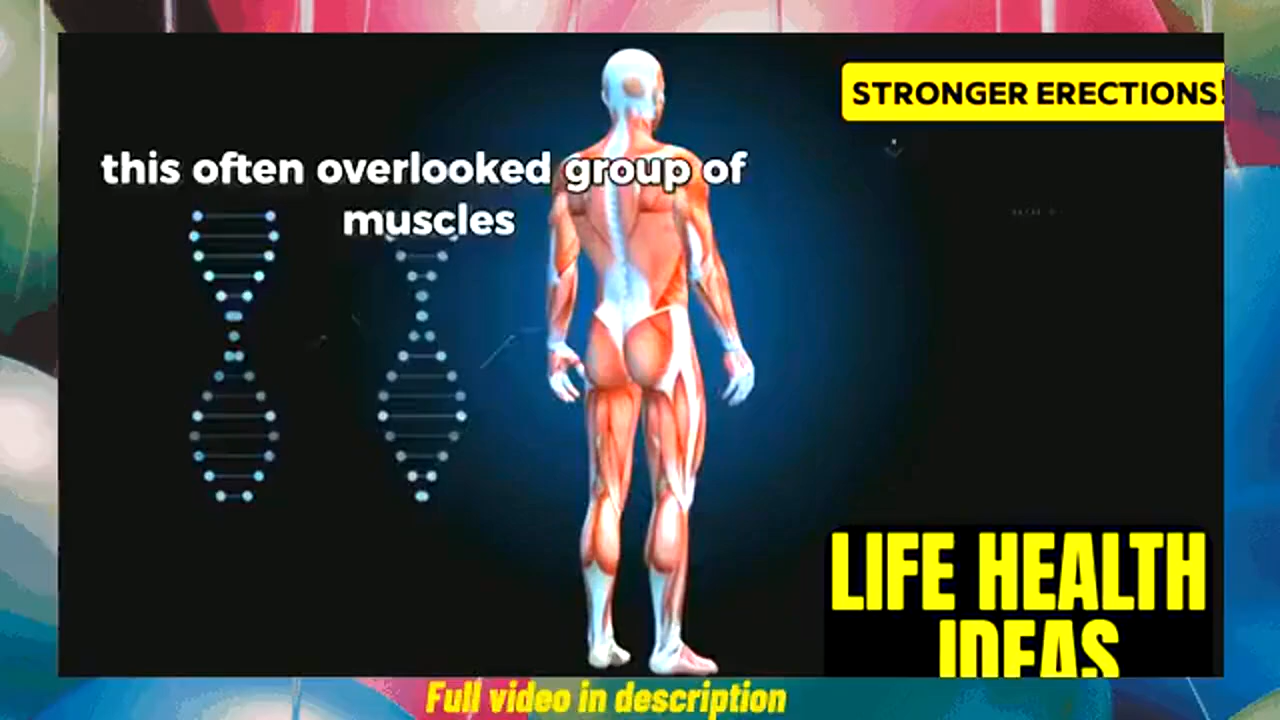 STRONGER ERECTIONS!
this often overlooked group of
muscles
LIFE HEALTH
IDEAS
Full video in description